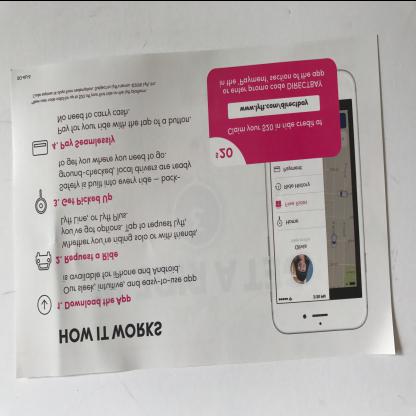 HOW IT WORKS
1. Download the App
Our sleek, intuitive, and easy-to-use app
is available for iPhone and Android.
2. Request a Ride
Whether you're riding solo or with friends,
you've got options. Tap to request Lyft,
Lyft Line, or Lyft Plus.
3. Get Picked Up
Safety is built into every ride — back-
ground-checked, local drivers are ready
to get you where you need to go.
4. Pay Seamlessly
Pay for your ride with the tap of a button.
No need to carry cash.
Olivia
Home
Free Rides
Ride History
Payment
$20
Claim your $20 in ride credit at
www.lyft.com/directbay
or enter promo code DIRECTBAY
in the 'Payment' section of the app